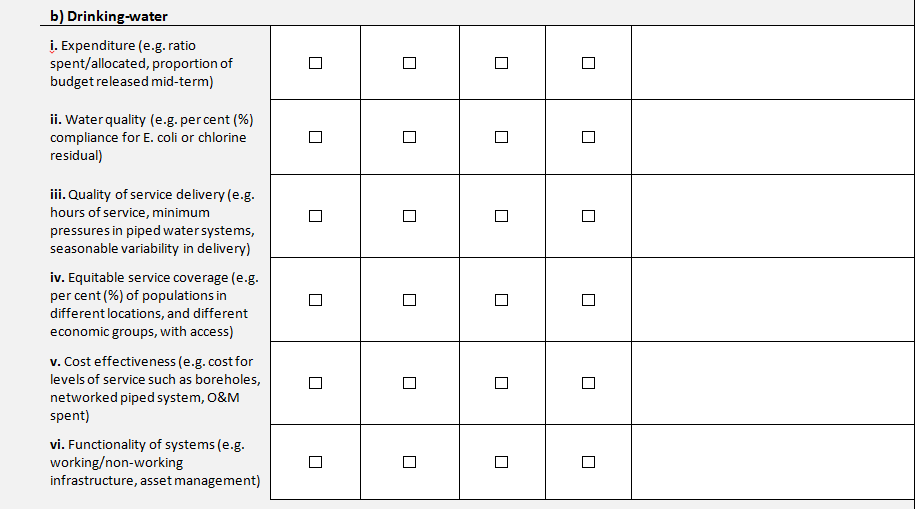 b) Drinking-water
i. Expenditure (e.g. ratio
spent/allocated, proportion of
budget released mid-term)
ii. Water quality (e.g. per cent (%)
compliance for E. coli or chlorine
residual)
iii. Quality of service delivery (e.g.
hours of service, minimum
pressures in piped water systems,
seasonable variability in delivery)
iv. Equitable service coverage (e.g.
per cent (%) of populations in
different locations, and different
economic groups, with access)
v. Cost effectiveness (e.g. cost for
levels of service such as boreholes,
networked piped system, O&M
spent)
vi. Functionality of systems (e.g.
working/non-working
infrastructure, asset management)